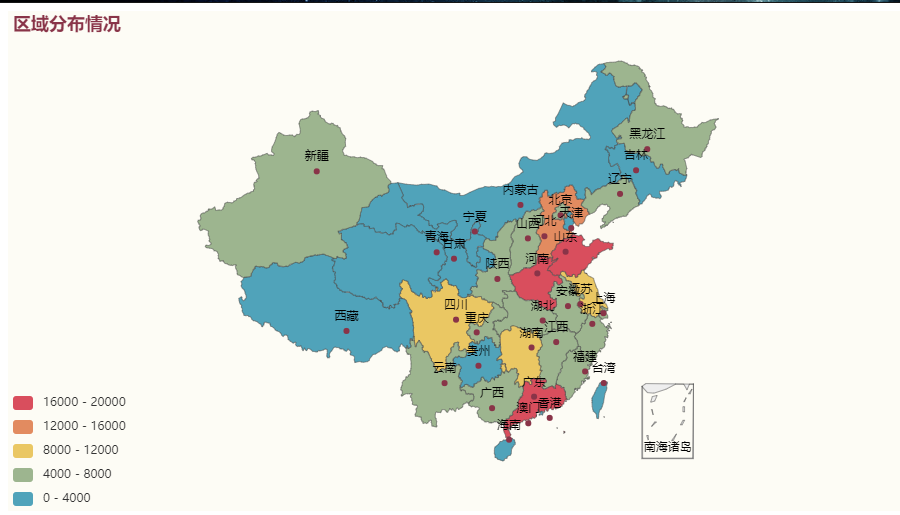 区域分布情况
黑龙江
吉林
辽宁
新疆
内蒙古
北京
天津
宁夏
山西
河北
青海
甘肃
山东
陕西
河南
安徽
江苏
上海
西藏
四川
重庆
湖北
浙江
湖南
江西
贵州
云南
福建
台湾
广西
广东
澳门
香港
海南
南海诸岛
16000 - 20000
12000 - 16000
8000 - 12000
4000 - 8000
0 - 4000